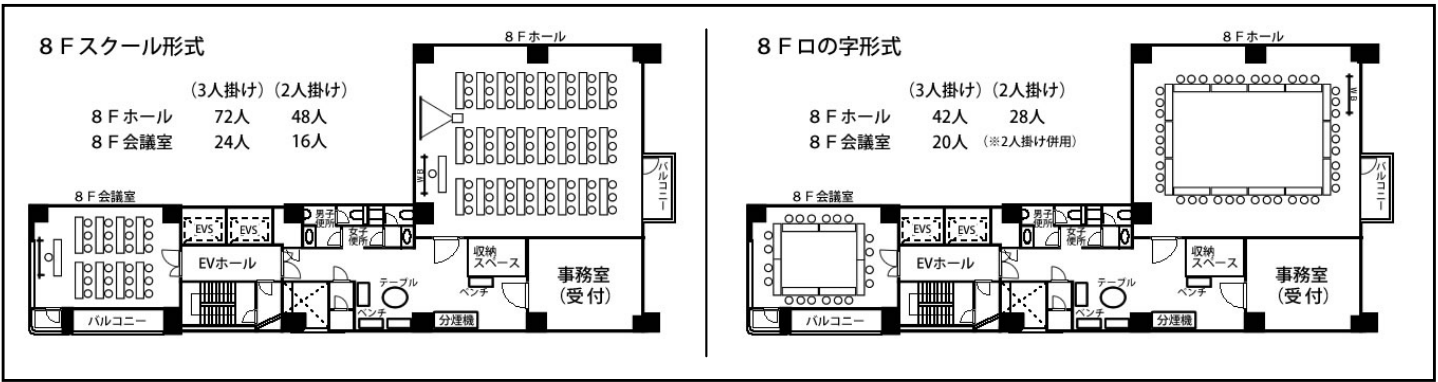 8Fスクール形式
(3人掛け)(2人掛け)
8Fホール 72人 48人
8F会議室 24人 16人
8Fホール
WB
バルコニー
8F会議室
WB
EVS
EVS
男子便所
女子便所
EVホール
収納スペース
事務室(受付)
テーブル
ベンチ
ベンチ
分煙機
バルコニー
8Fロの字形式
(3人掛け)(2人掛け)
8Fホール 42人 28人
8F会議室 20人 (※2人掛け併用)
8Fホール
WB
バルコニー
8F会議室
EVS
EVS
男子便所
女子便所
EVホール
収納スペース
事務室(受付)
テーブル
ベンチ
ベンチ
分煙機
バルコニー